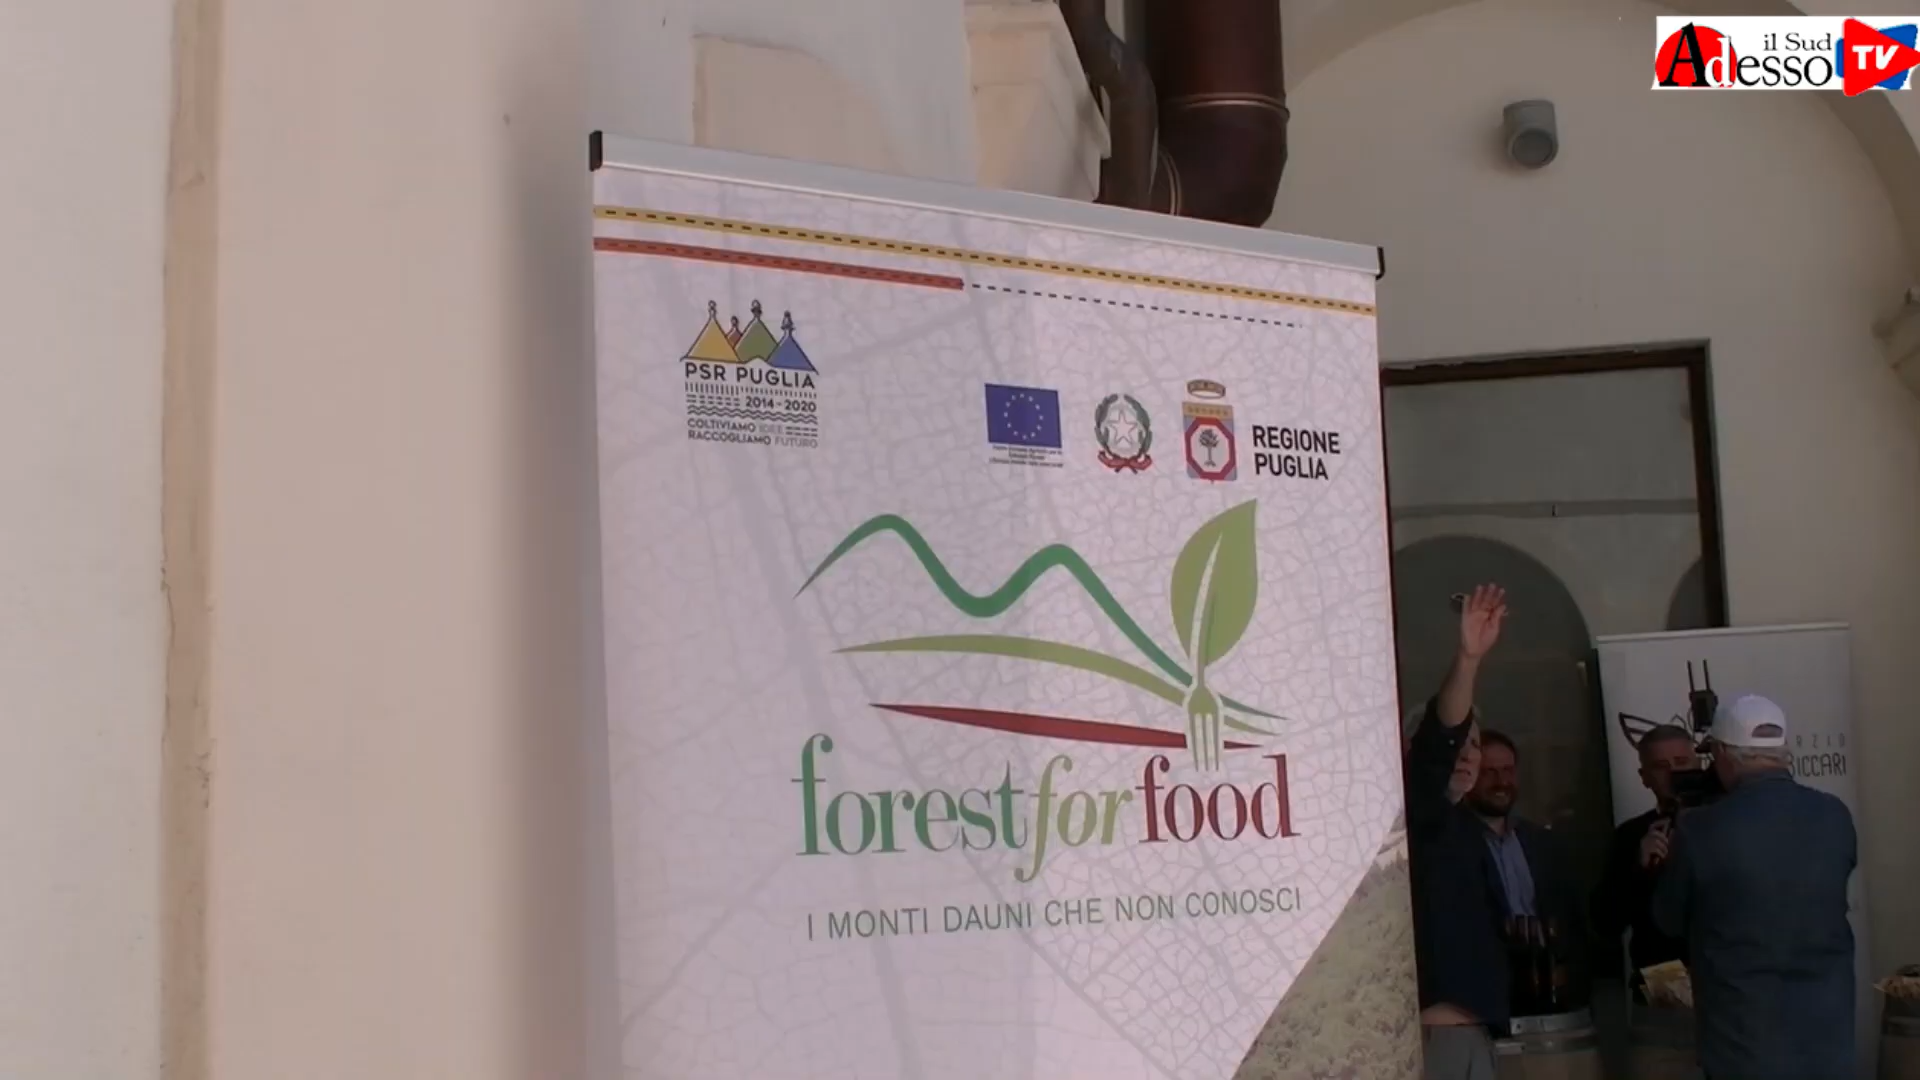 il Sud
Adesso
TV
PSR PUGLIA
2014-2020
COLTIVIAMO IDEE
RACCOGLIAMO FUTURO
REGIONE
PUGLIA
forestforfood
I MONTI DAUNI CHE NON CONOSCI
BICCARI